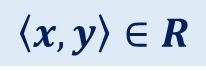 ⟨x, y⟩ ∈ R